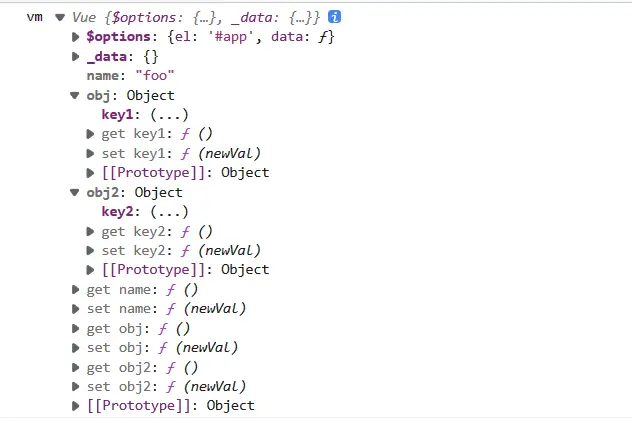 vm Vue {$options: {…}, _data: {…}} i
$options: {el: '#app', data: ƒ}
_data: {}
name: "foo"
obj: Object
key1: (...)
get key1: ƒ ()
set key1: ƒ (newVal)
[[Prototype]]: Object
obj2: Object
key2: (...)
get key2: ƒ ()
set key2: ƒ (newVal)
[[Prototype]]: Object
get name: ƒ ()
set name: ƒ (newVal)
get obj: ƒ ()
set obj: ƒ (newVal)
get obj2: ƒ ()
set obj2: ƒ (newVal)
[[Prototype]]: Object